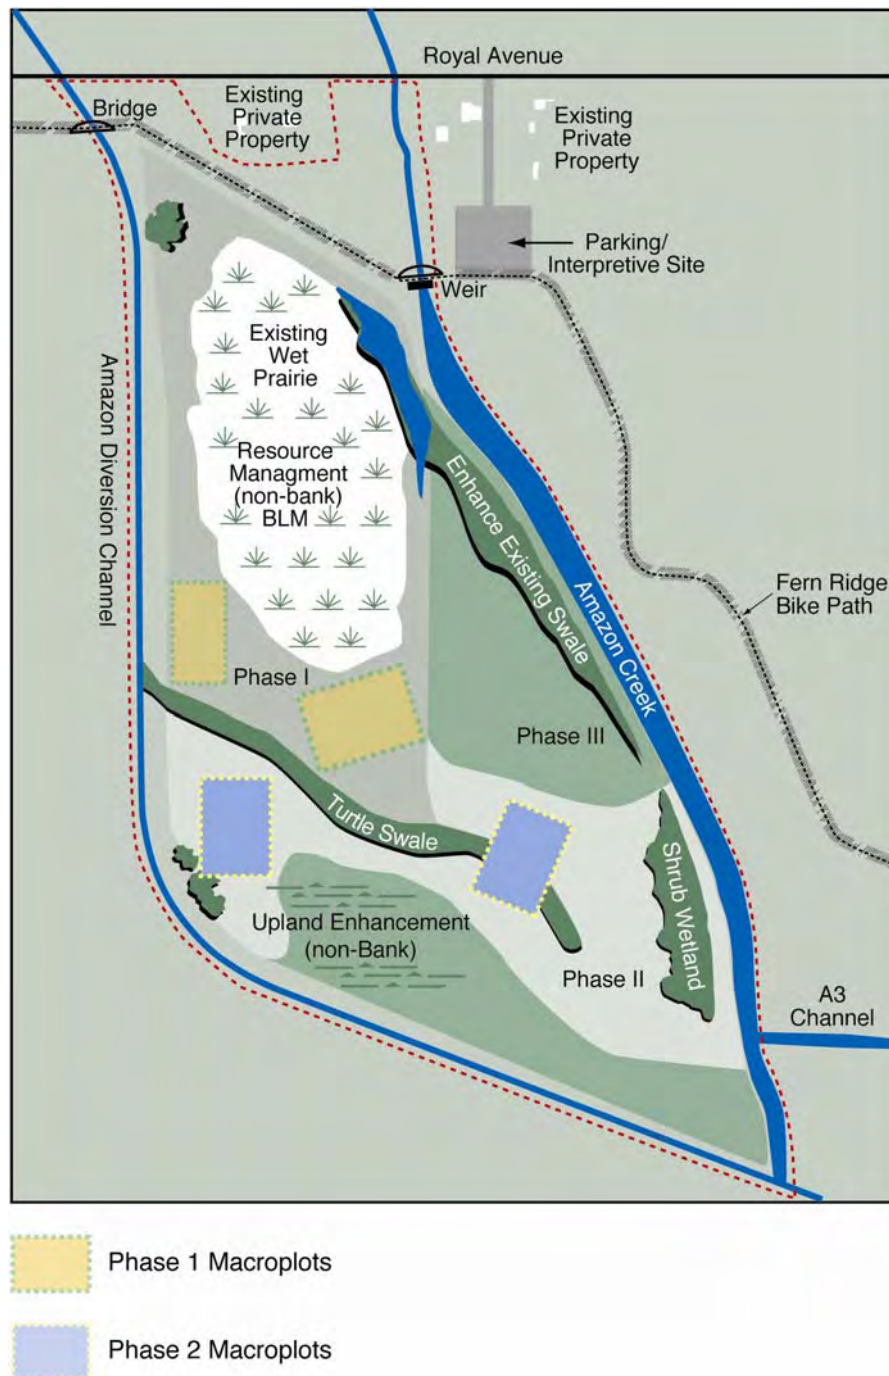 Royal Avenue
Bridge
Existing
Private
Property
Existing
Private
Property
Parking/
Interpretive Site
Weir
Existing
Wet
Prairie
Resource
Managment
(non-bank)
BLM
Amazon Diversion Channel
Enhance Existing Swale
Amazon Creek
Fern Ridge
Bike Path
Phase I
Phase III
Turtle Swale
Shrub Wetland
Upland Enhancement
(non-Bank)
Phase II
A3
Channel
Phase 1 Macroplots
Phase 2 Macroplots